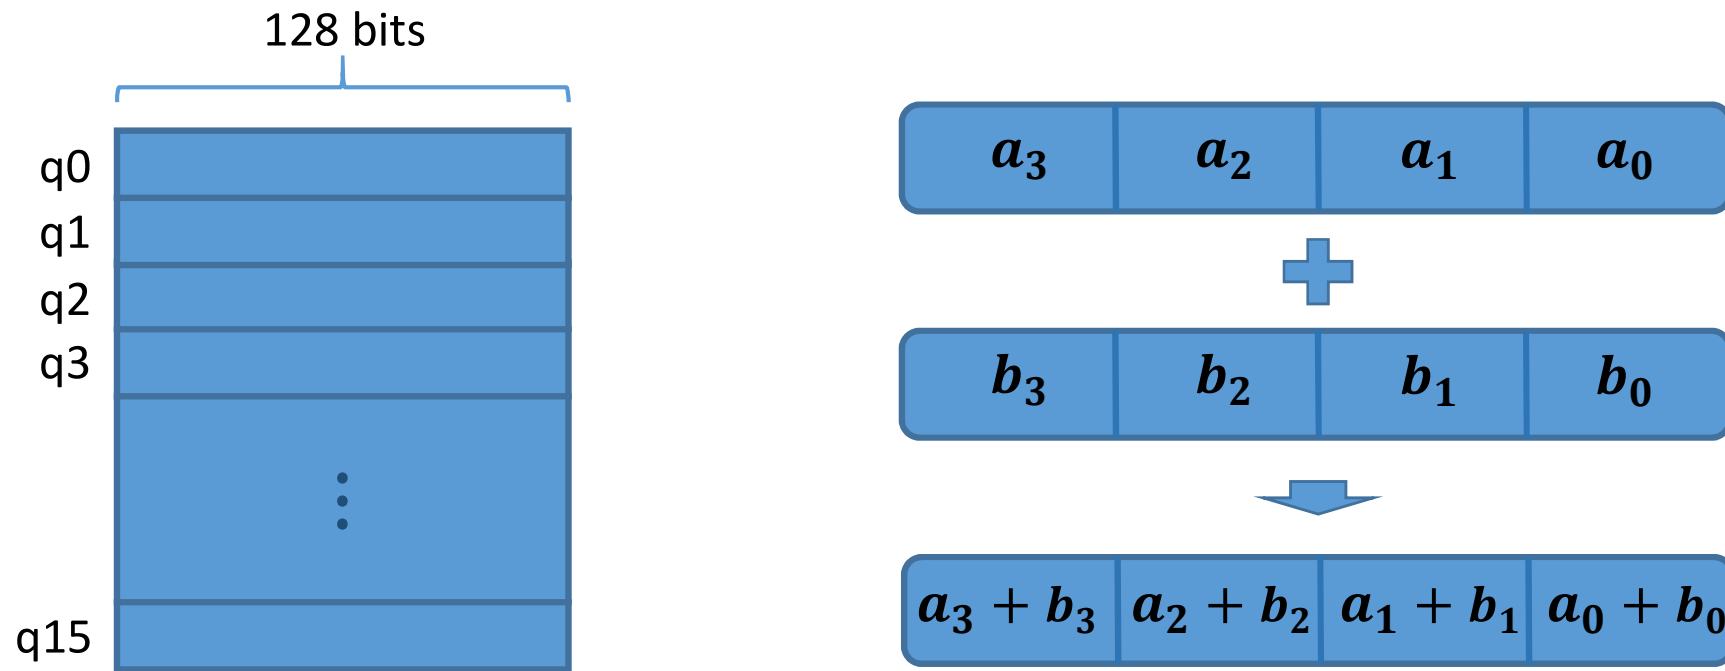 128 bits
q0
q1
q2
q3
q15
a₃ a₂ a₁ a₀
b₃ b₂ b₁ b₀
a₃ + b₃ a₂ + b₂ a₁ + b₁ a₀ + b₀